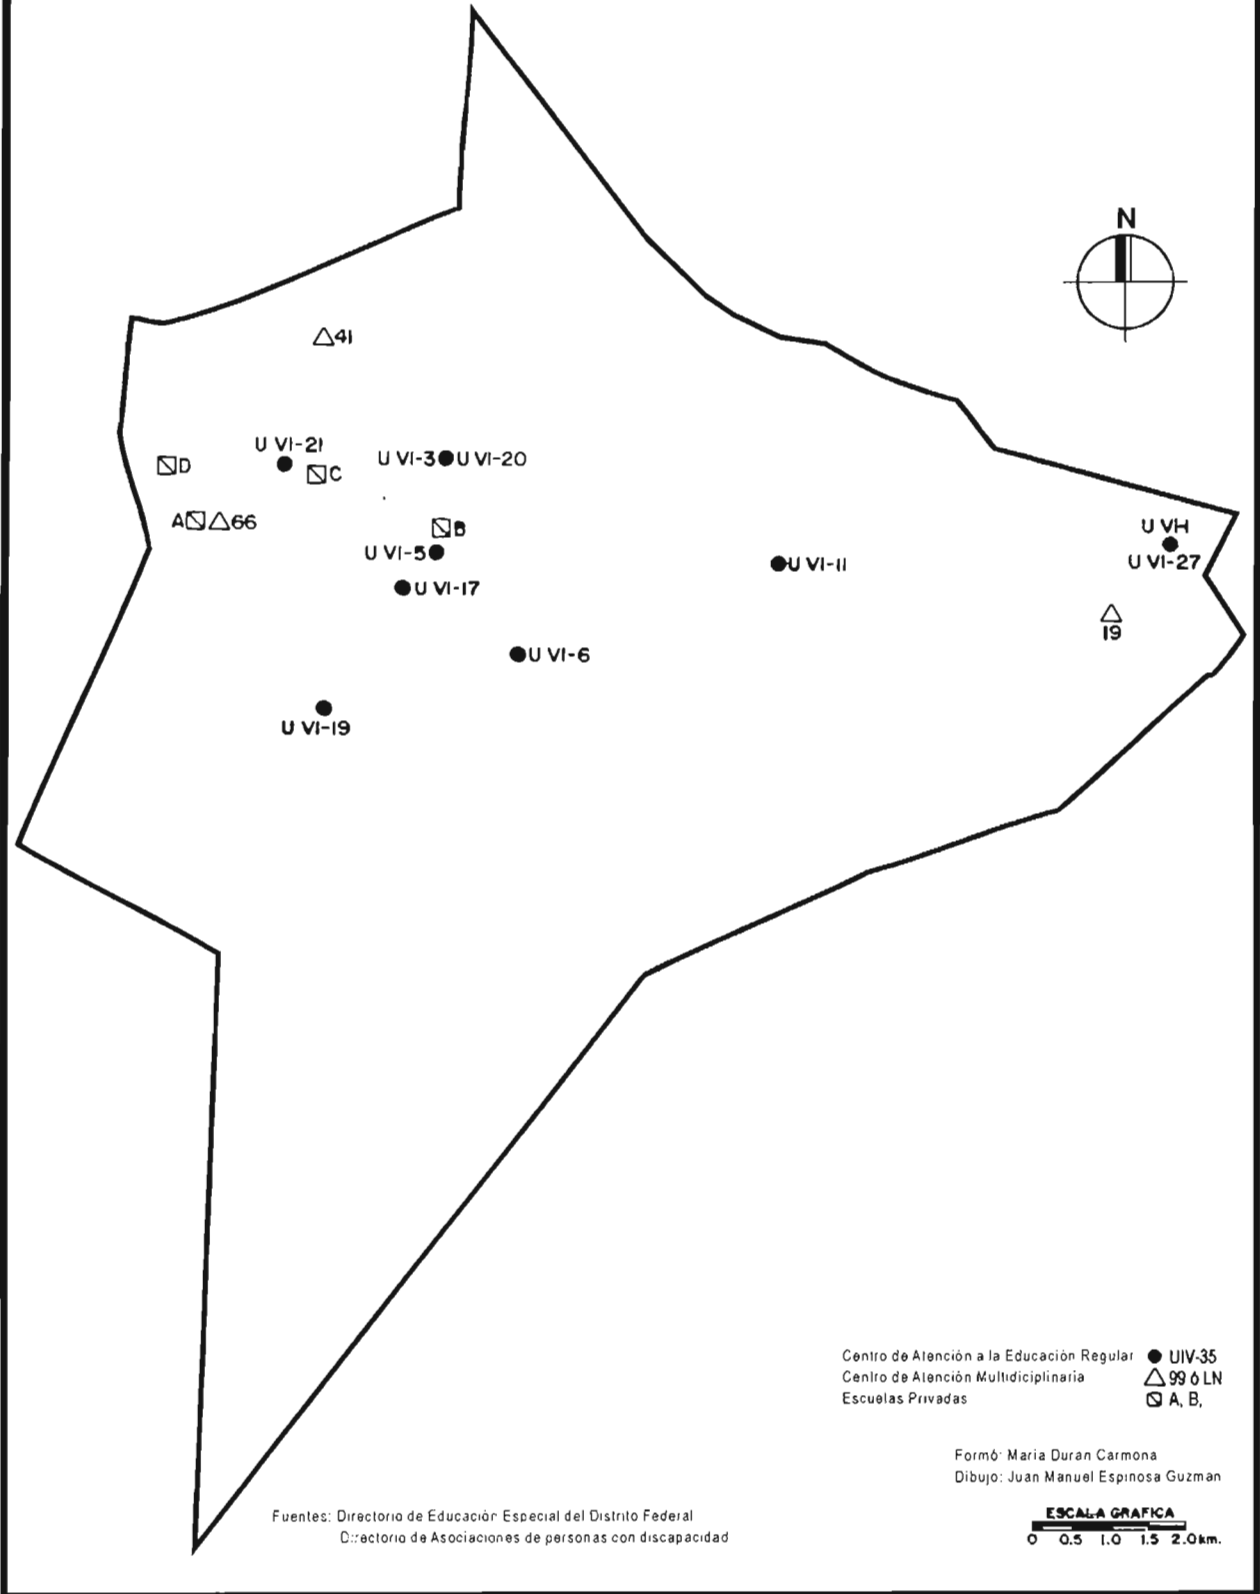 N
△41
U VI-21
D
C
U VI-3 U VI-20
A 66
B
U VI-5
U VI-17
U VI-11
U VH
U VI-27
19
U VI-6
U VI-19
Centro de Atención a la Educación Regular ● UIV-35
Centro de Atención Multidiciplinaria △ 99 ó LN
Escuelas Privadas A, B,
Formó: Maria Duran Carmona
Dibujo: Juan Manuel Espinosa Guzman
Fuentes: Directorio de Educación Especial del Distrito Federal
Directorio de Asociaciones de personas con discapacidad
ESCALA GRAFICA
0 0.5 1.0 1.5 2.0 km.